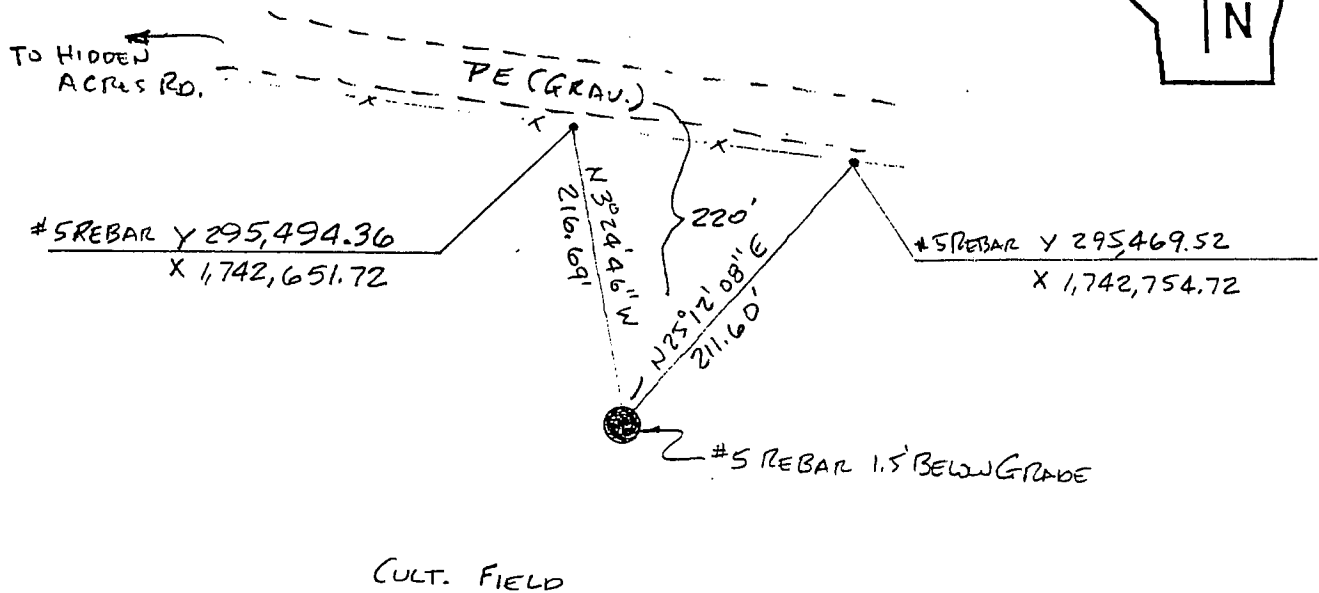 N
TO HIDDEN
ACRES RD.
PE (GRAV.)
N 3° 24' 46" W
216.69'
220'
N 25° 12' 08" E
211.60'
#5 REBAR Y 295,494.36
X 1,742,651.72
#5 REBAR Y 295,469.52
X 1,742,754.72
#5 REBAR 1.5' BELOW GRADE
CULT. FIELD